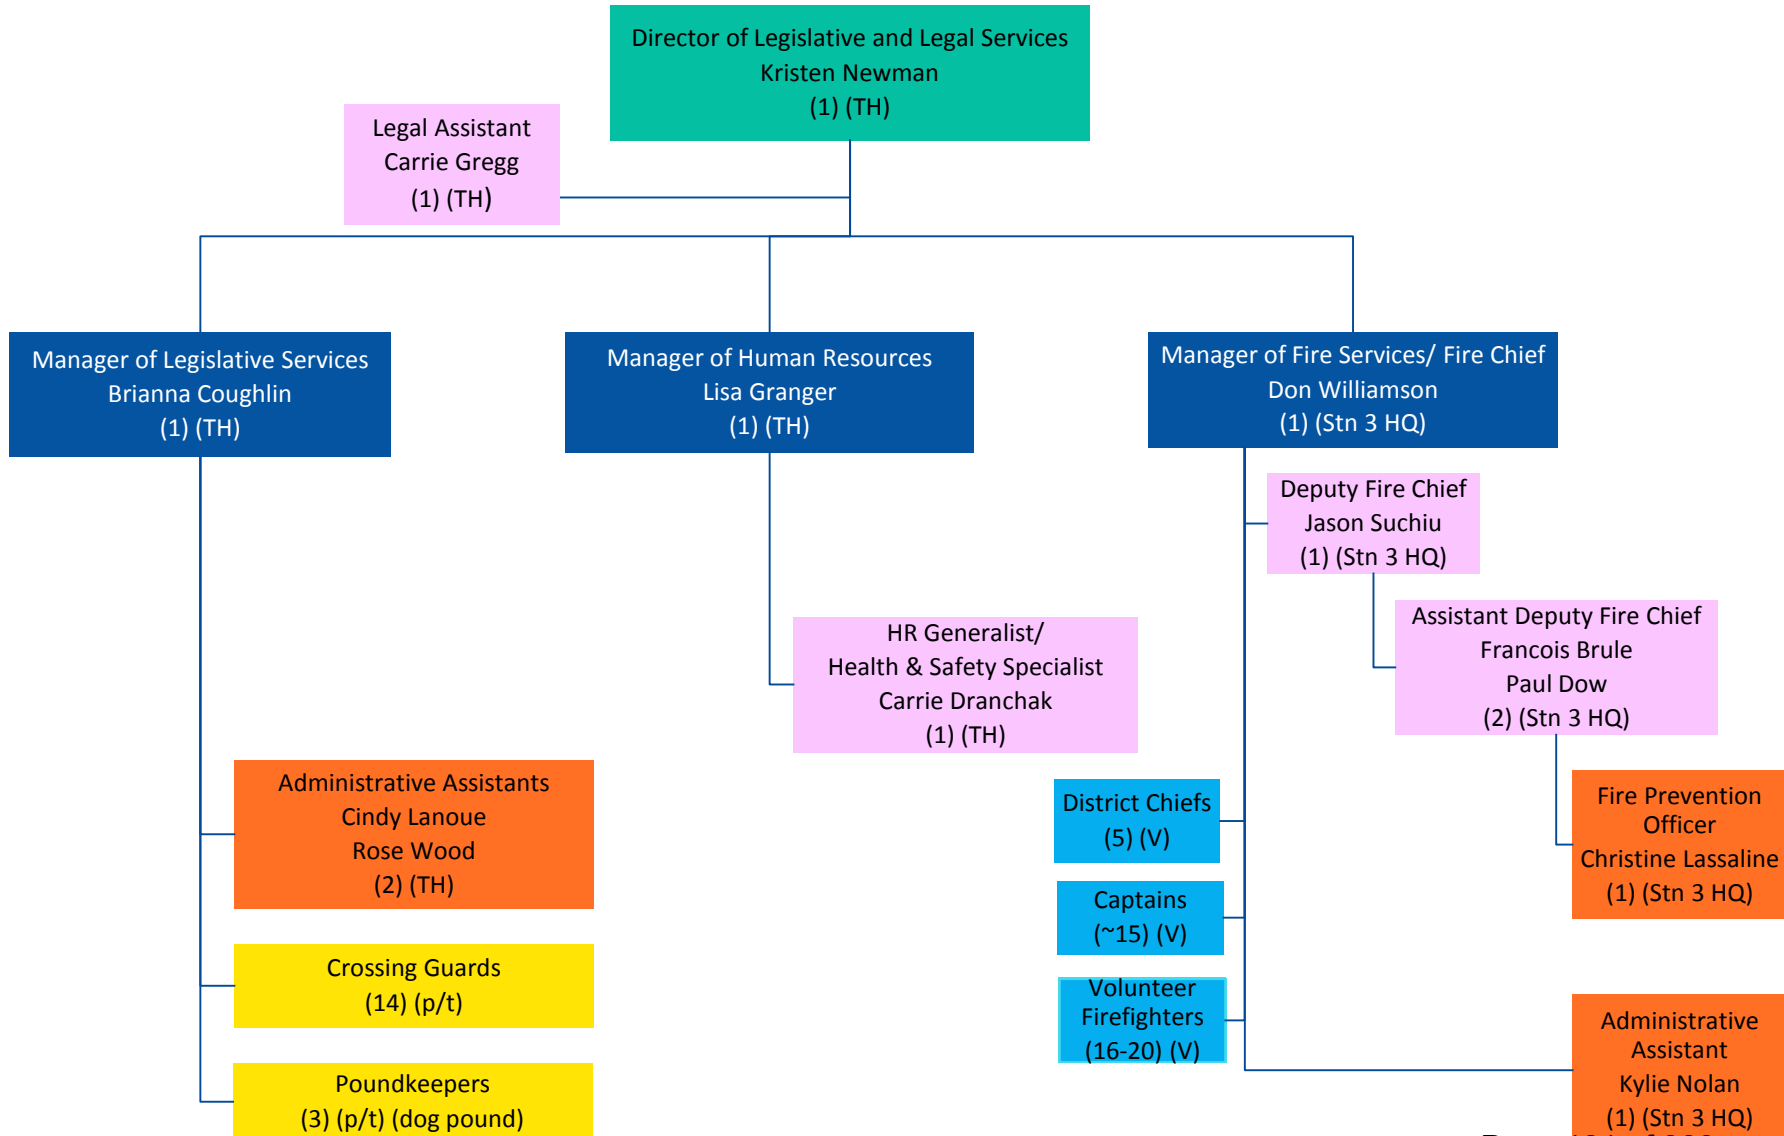 Director of Legislative and Legal Services
Kristen Newman
(1) (TH)
Legal Assistant
Carrie Gregg
(1) (TH)
Manager of Legislative Services
Brianna Coughlin
(1) (TH)
Manager of Human Resources
Lisa Granger
(1) (TH)
Manager of Fire Services/ Fire Chief
Don Williamson
(1) (Stn 3 HQ)
Deputy Fire Chief
Jason Suchiu
(1) (Stn 3 HQ)
Assistant Deputy Fire Chief
Francois Brule
Paul Dow
(2) (Stn 3 HQ)
HR Generalist/
Health & Safety Specialist
Carrie Dranchak
(1) (TH)
Administrative Assistants
Cindy Lanoue
Rose Wood
(2) (TH)
District Chiefs
(5) (V)
Fire Prevention
Officer
Christine Lassaline
(1) (Stn 3 HQ)
Captains
(~15) (V)
Crossing Guards
(14) (p/t)
Volunteer
Firefighters
(16-20) (V)
Administrative
Assistant
Kylie Nolan
(1) (Stn 3 HQ)
Poundkeepers
(3) (p/t) (dog pound)